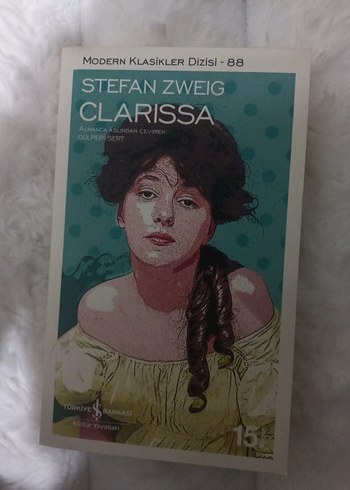 MODERN KLASİKLER DİZİSİ - 88
STEFAN ZWEIG
CLARISSA
ALMANCA ASLINDAN ÇEVİREN:
GÜLPERİ SERT
TÜRKİYE İŞ BANKASI
Kültür Yayınları
15.